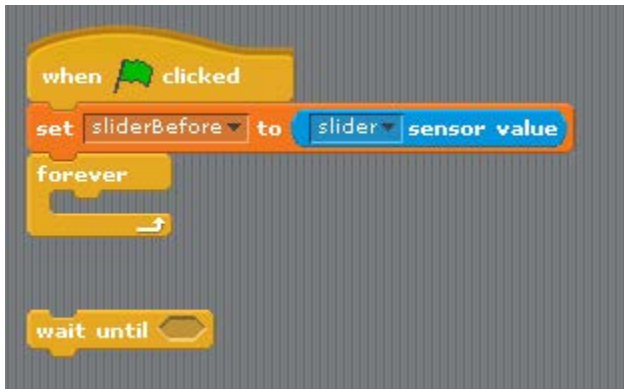 when clicked
set sliderBefore to slider sensor value
forever
wait until